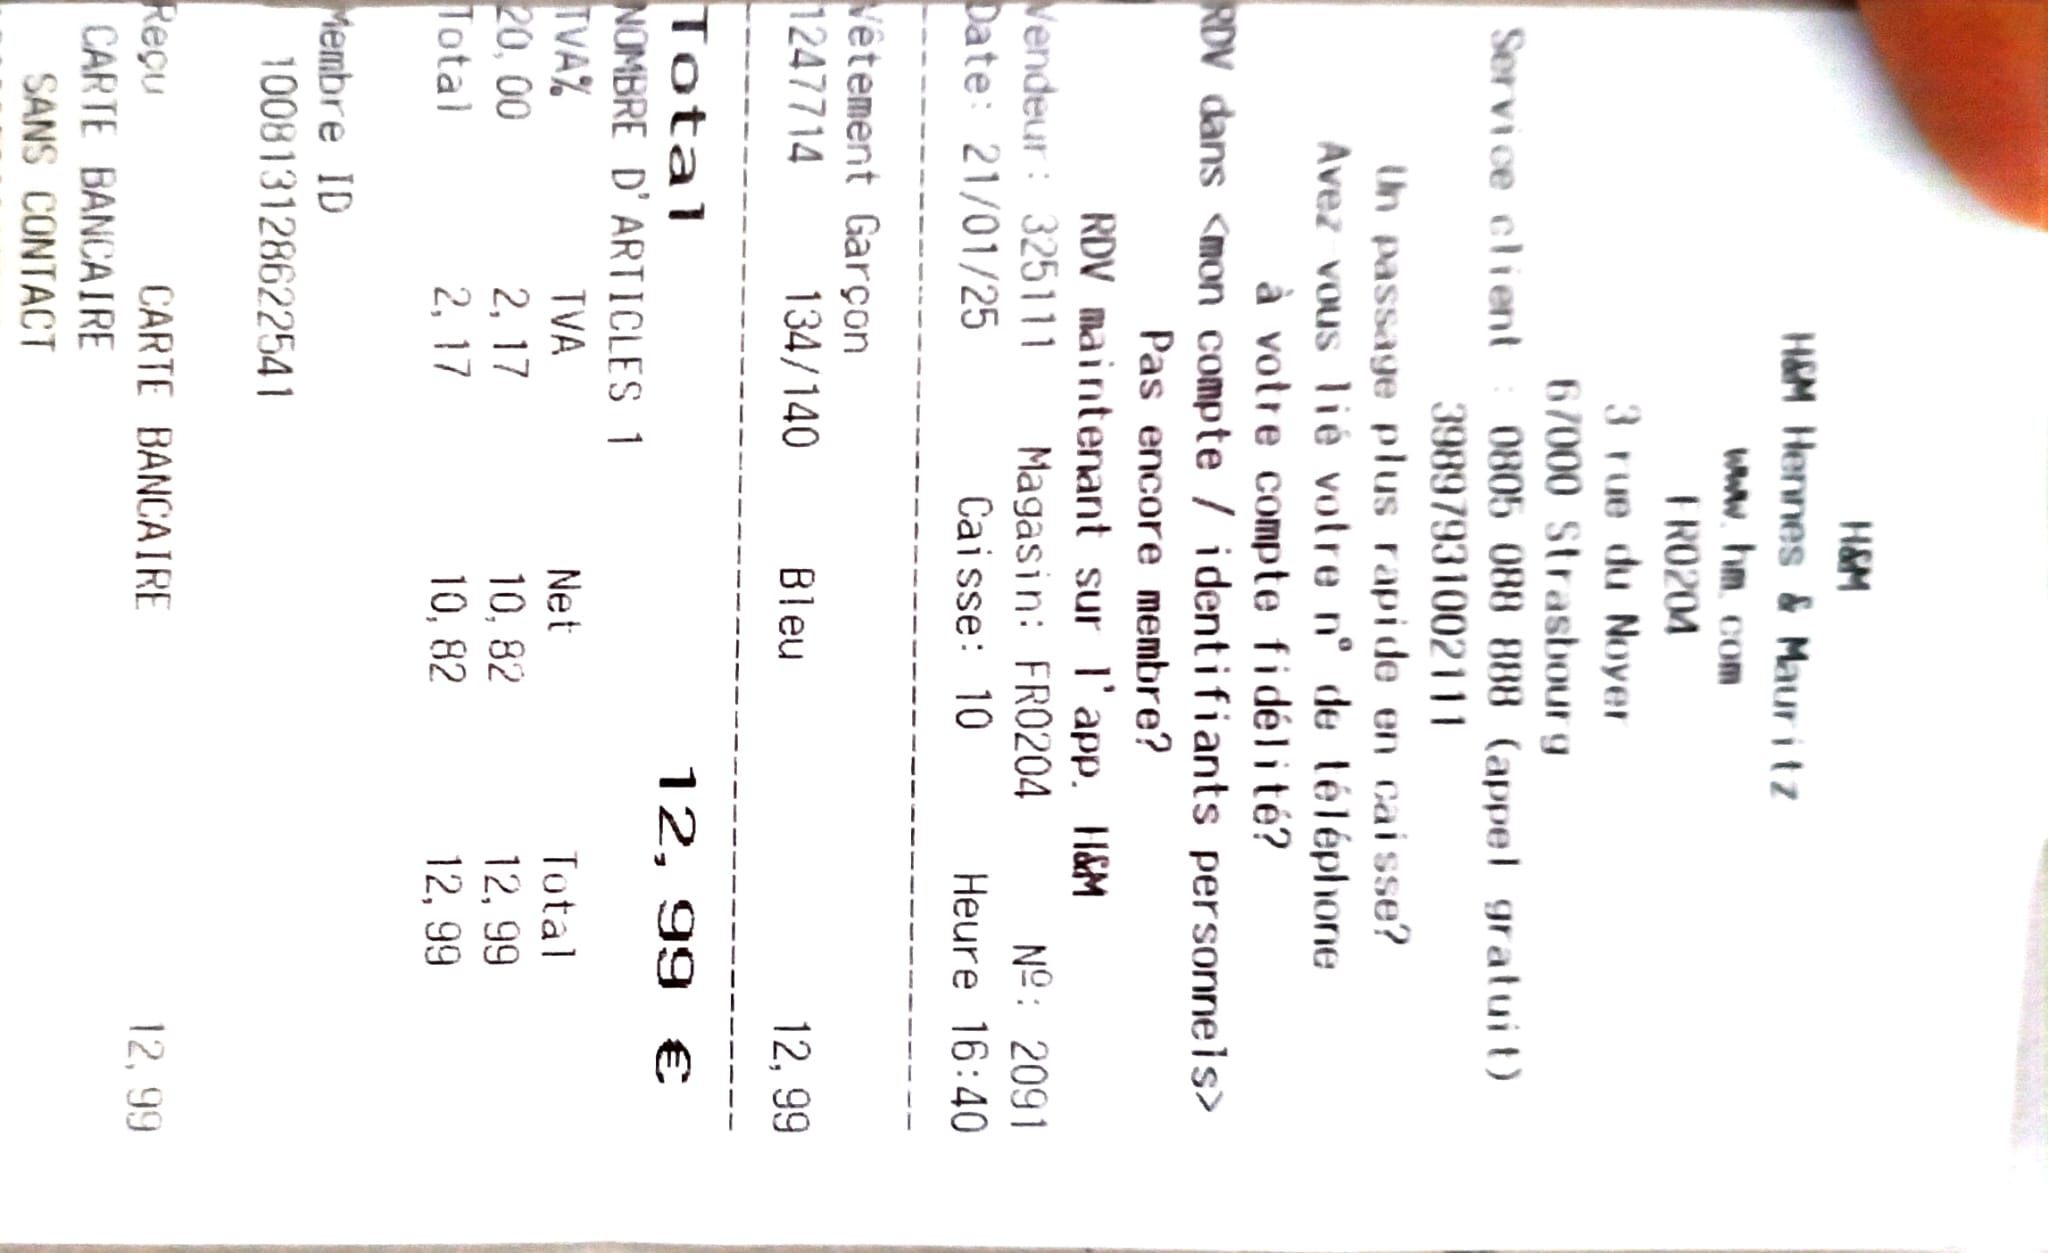 H&M
H&M Hennes & Mauritz
www.hm.com
FR0204
3 rue du Noyer
67000 Strasbourg
Service client : 0805 088 888 (appel gratuit)
39897931002111
Un passage plus rapide en caisse?
Avez-vous lié votre n° de téléphone
à votre compte fidélité?
RDV dans <mon compte / identifiants personnels>
Pas encore membre?
RDV maintenant sur l'app. H&M
Vendeur: 325111 Magasin: FR0204 Nº: 2091
Date: 21/01/25 Caisse: 10 Heure 16:40
Vêtement Garçon
1247714 134/140 Bleu 12,99
Total 12,99 €
NOMBRE D'ARTICLES 1
TVA% TVA Net Total
20,00 2,17 10,82 12,99
Total 2,17 10,82 12,99
Membre ID
1008131286622541
Reçu CARTE BANCAIRE 12,99
CARTE BANCAIRE
SANS CONTACT